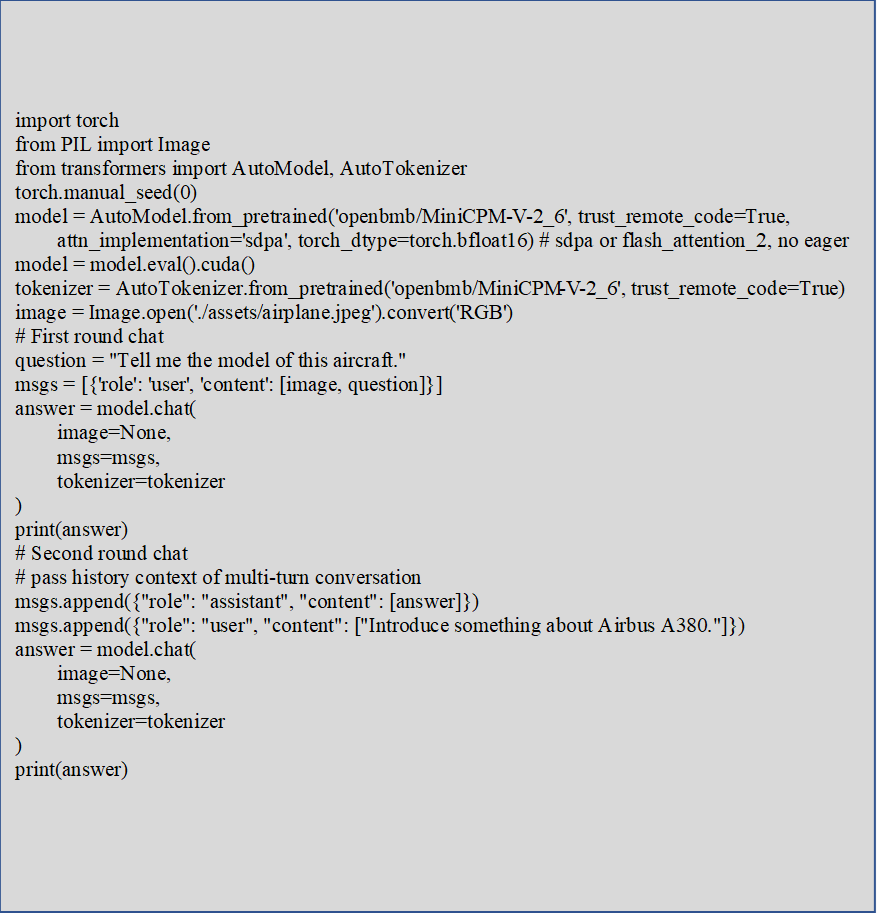 import torch
from PIL import Image
from transformers import AutoModel, AutoTokenizer
torch.manual_seed(0)
model = AutoModel.from_pretrained('openbmb/MiniCPM-V-2_6', trust_remote_code=True,
attn_implementation='sdpa', torch_dtype=torch.bfloat16) # sdpa or flash_attention_2, no eager
model = model.eval().cuda()
tokenizer = AutoTokenizer.from_pretrained('openbmb/MiniCPM-V-2_6', trust_remote_code=True)
image = Image.open('./assets/airplane.jpeg').convert('RGB')
# First round chat
question = "Tell me the model of this aircraft."
msgs = [{'role': 'user', 'content': [image, question]}]
answer = model.chat(
image=None,
msgs=msgs,
tokenizer=tokenizer
)
print(answer)
# Second round chat
# pass history context of multi-turn conversation
msgs.append({"role": "assistant", "content": [answer]})
msgs.append({"role": "user", "content": ["Introduce something about Airbus A380."]})
answer = model.chat(
image=None,
msgs=msgs,
tokenizer=tokenizer
)
print(answer)